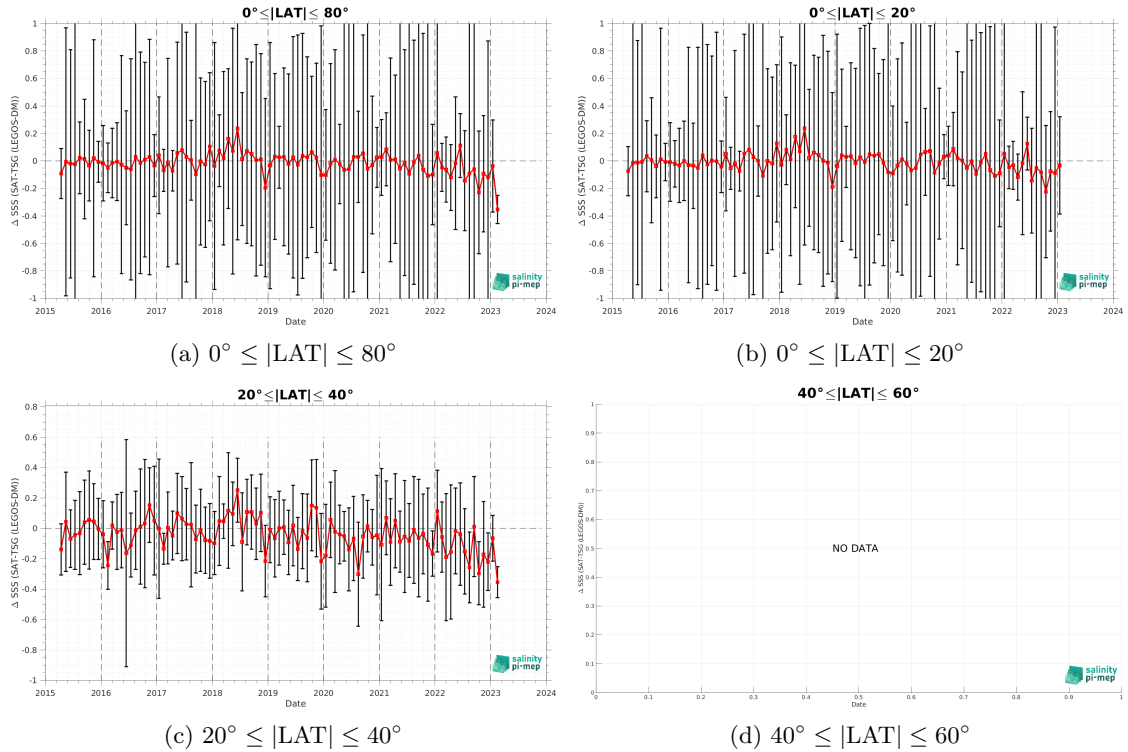 0°≤|LAT|≤ 80°
Δ SSS (SAT-TSG (LEGOS-DM))
1
0.8
0.6
0.4
0.2
0
-0.2
-0.4
-0.6
-0.8
-1
2015 2016 2017 2018 2019 2020 2021 2022 2023 2024
Date
salinity
pi-mep
(a) 0° ≤ |LAT| ≤ 80°
0°≤|LAT|≤ 20°
Δ SSS (SAT-TSG (LEGOS-DM))
1
0.8
0.6
0.4
0.2
0
-0.2
-0.4
-0.6
-0.8
-1
2015 2016 2017 2018 2019 2020 2021 2022 2023 2024
Date
salinity
pi-mep
(b) 0° ≤ |LAT| ≤ 20°
20°≤|LAT|≤ 40°
Δ SSS (SAT-TSG (LEGOS-DM))
0.8
0.6
0.4
0.2
0
-0.2
-0.4
-0.6
-0.8
-1
2015 2016 2017 2018 2019 2020 2021 2022 2023 2024
Date
salinity
pi-mep
(c) 20° ≤ |LAT| ≤ 40°
40°≤|LAT|≤ 60°
Δ SSS (SAT-TSG (LEGOS-DM))
1
0.9
0.8
0.7
0.6
0.5
0.4
0.3
0.2
0.1
0
NO DATA
0 0.1 0.2 0.3 0.4 0.5 0.6 0.7 0.8 0.9 1
Date
salinity
pi-mep
(d) 40° ≤ |LAT| ≤ 60°